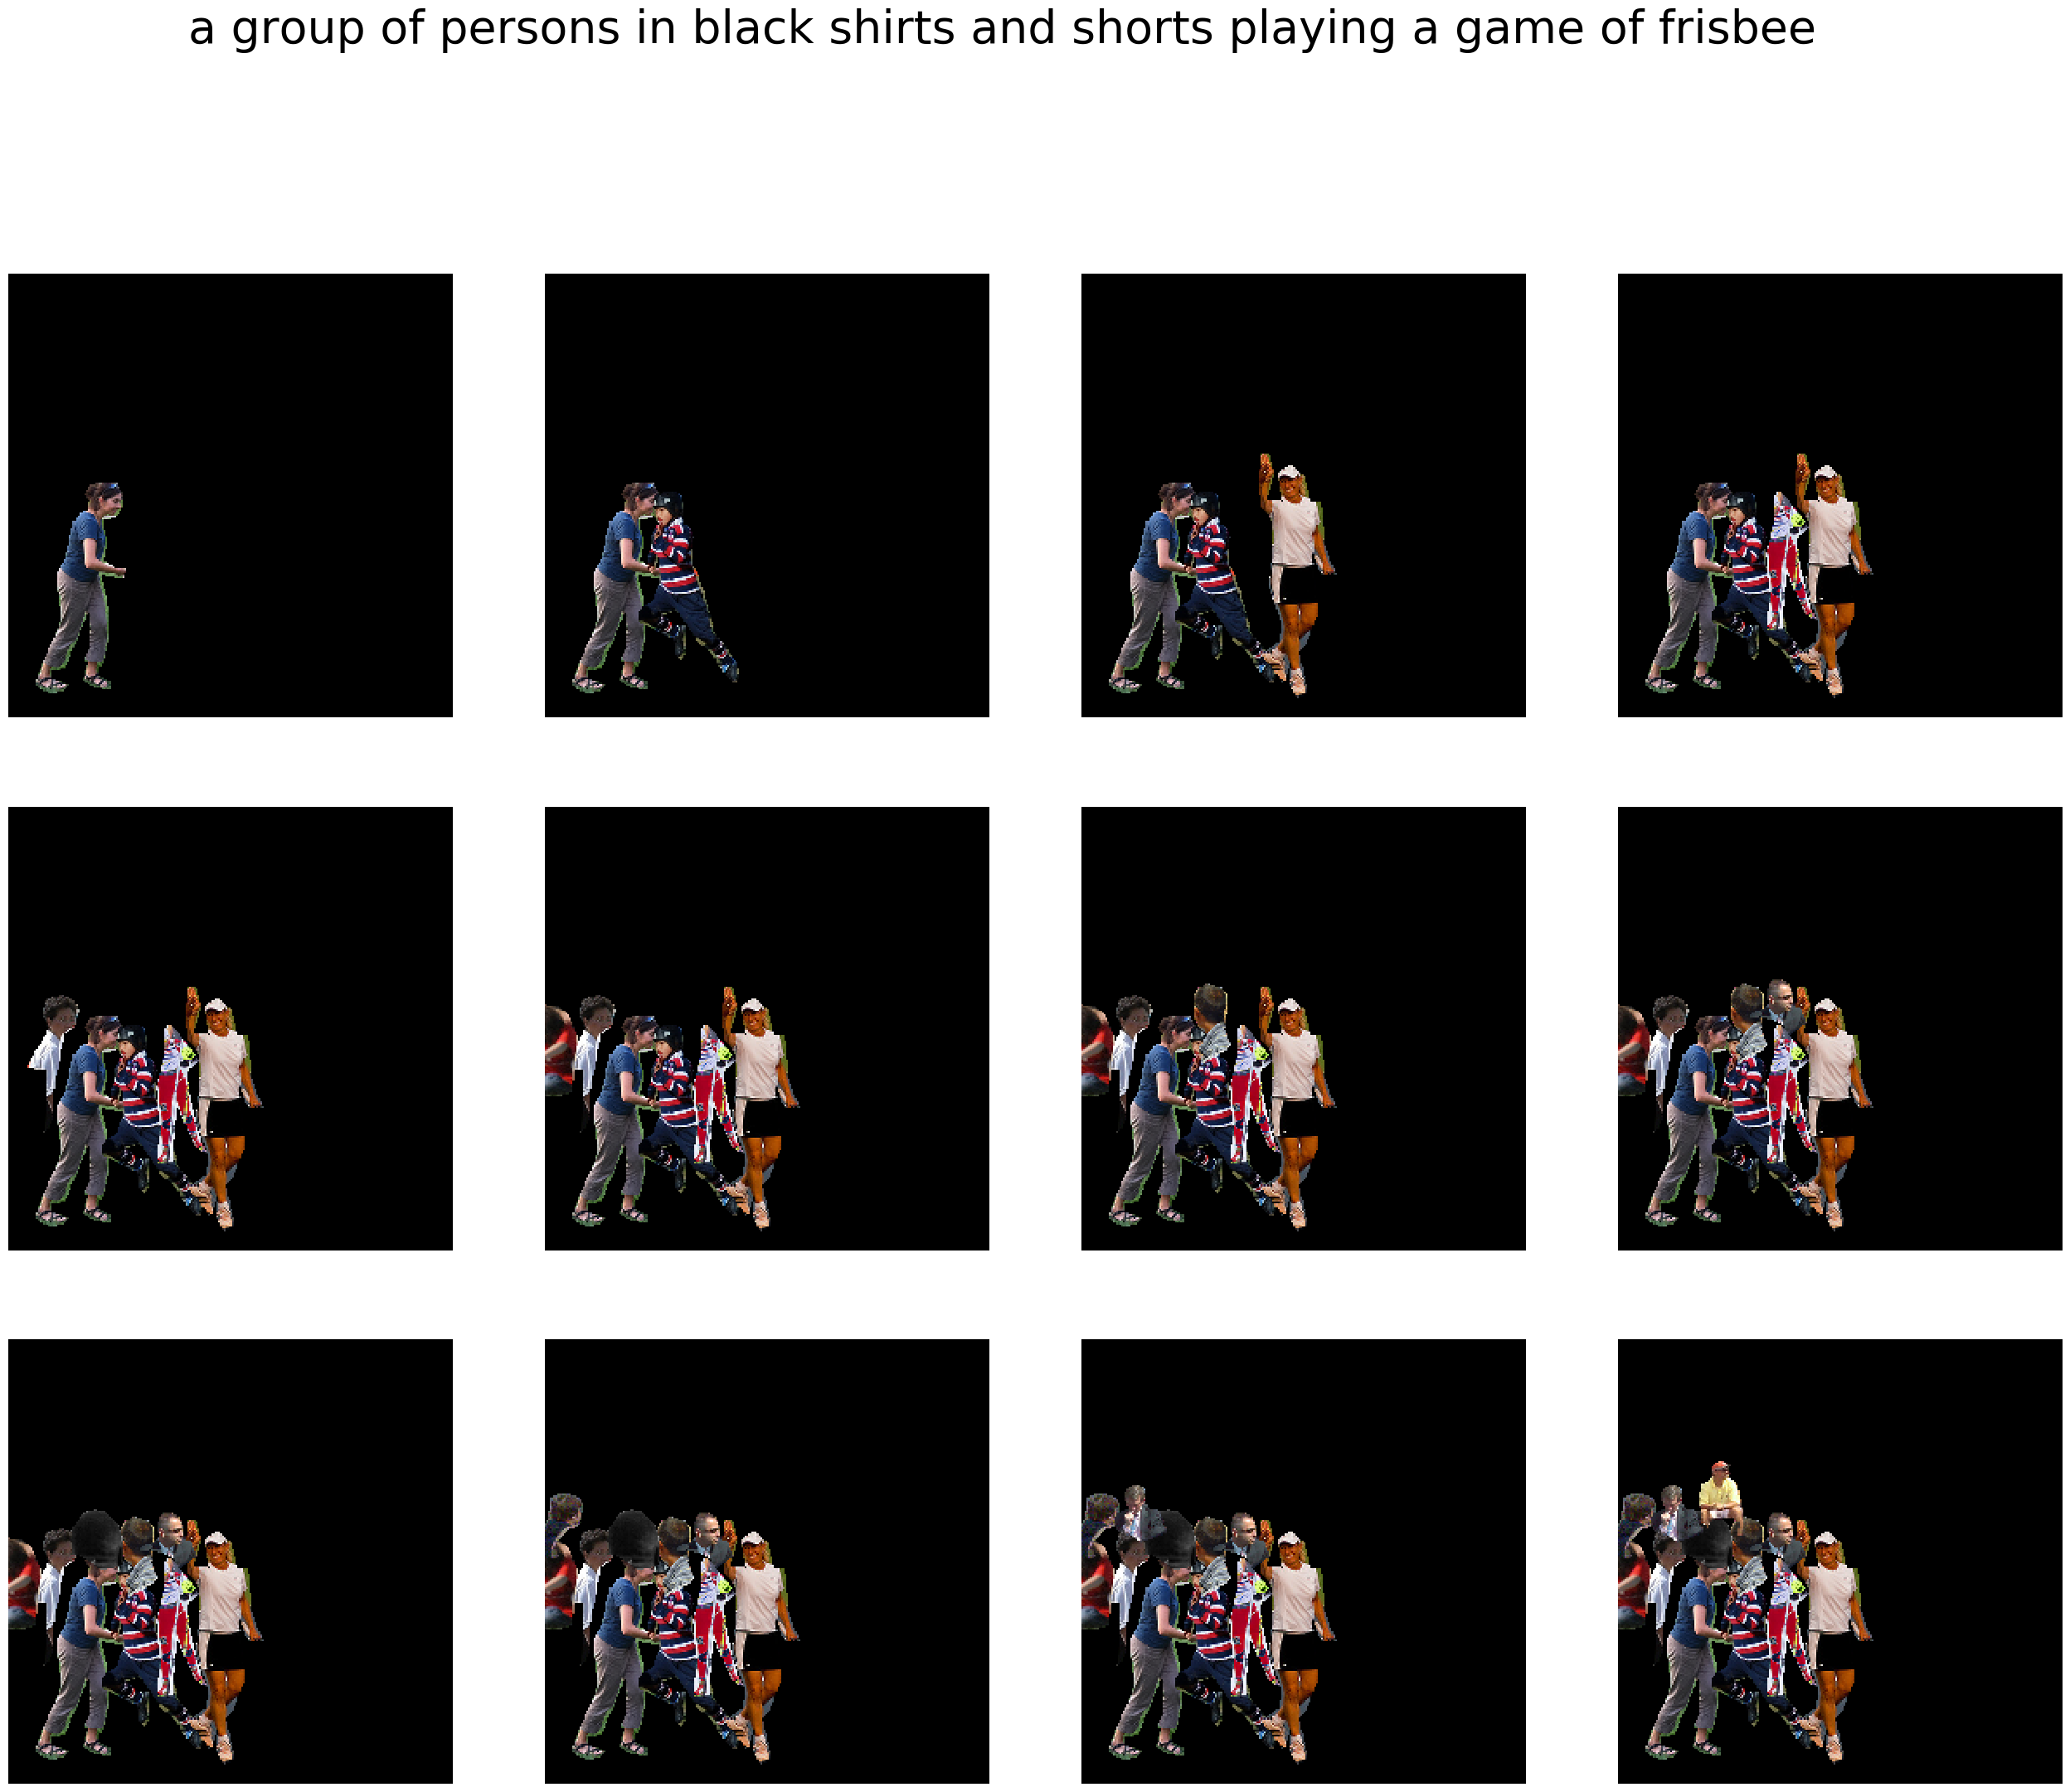 a group of persons in black shirts and shorts playing a game of frisbee